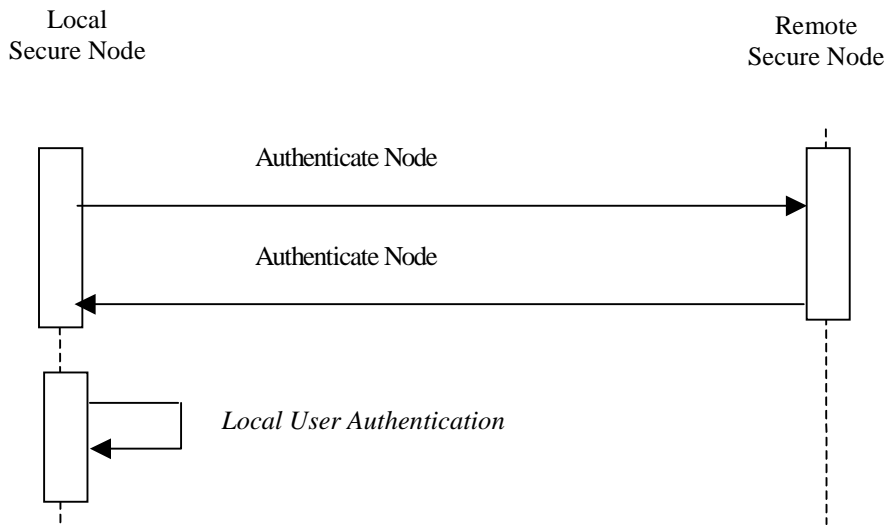 Local
Secure Node
Remote
Secure Node
Authenticate Node
Authenticate Node
Local User Authentication